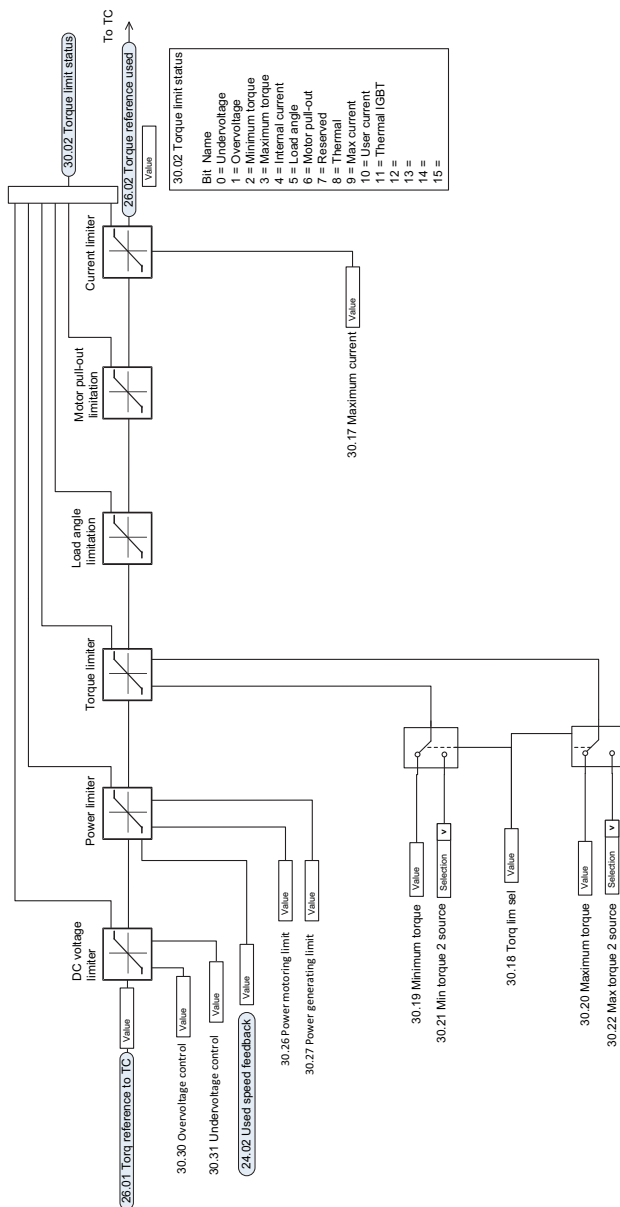 26.01 Torq reference to TC
Value
DC voltage
limiter
30.30 Overvoltage control
Value
30.31 Undervoltage control
Value
24.02 Used speed feedback
Value
Power limiter
30.26 Power motoring limit
Value
30.27 Power generating limit
Value
Torque limiter
30.19 Minimum torque
Value
30.21 Min torque 2 source
Selection
v
30.18 Torq lim sel
Value
30.20 Maximum torque
Value
30.22 Max torque 2 source
Selection
v
Load angle
limitation
Motor pull-out
limitation
Current limiter
30.17 Maximum current
Value
30.02 Torque limit status
26.02 Torque reference used
Value
To TC
30.02 Torque limit status
Bit Name
0 = Undervoltage
1 = Overvoltage
2 = Minimum torque
3 = Maximum torque
4 = Internal current
5 = Load angle
6 = Motor pull-out
7 = Reserved
8 = Thermal
9 = Max current
10 = User current
11 = Thermal IGBT
12 =
13 =
14 =
15 =